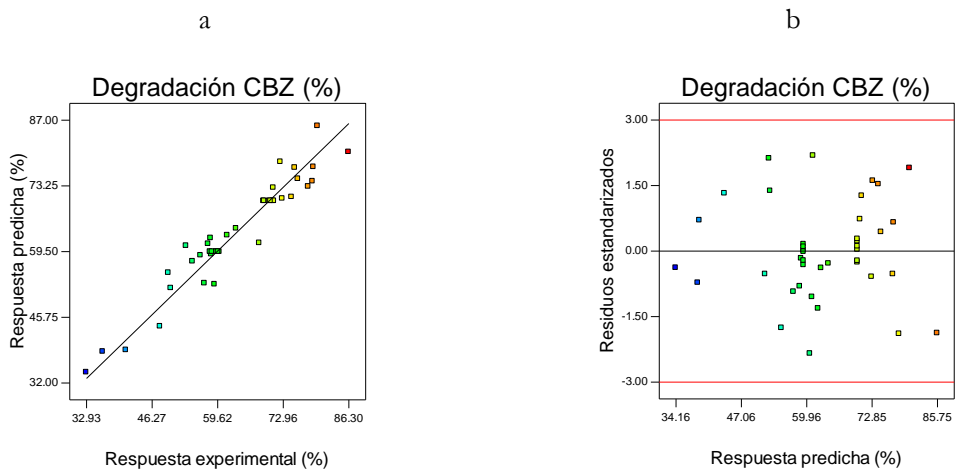 a
Degradación CBZ (%)
Respuesta predicha (%)
87.00
73.25
59.50
45.75
32.00
32.93
46.27
59.62
72.96
86.30
Respuesta experimental (%)
b
Degradación CBZ (%)
Residuos estandarizados
3.00
1.50
0.00
-1.50
-3.00
34.16
47.06
59.96
72.85
85.75
Respuesta predicha (%)